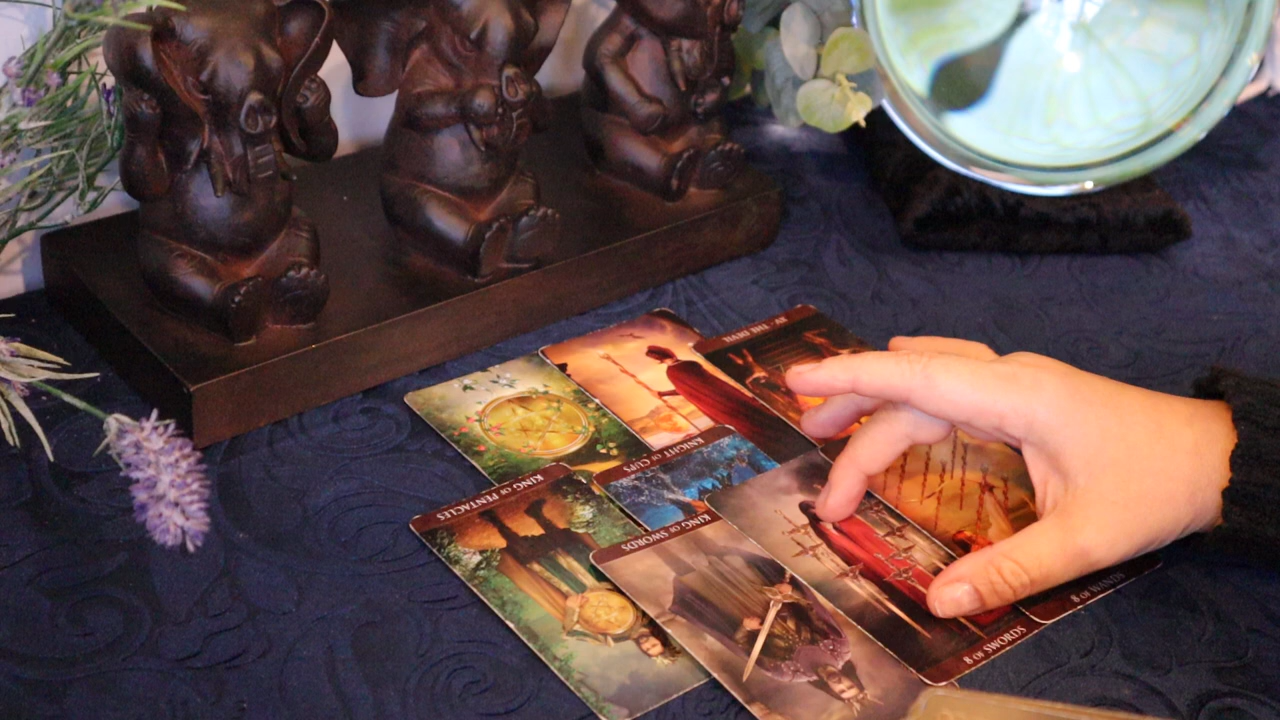 XV · THE DEVIL
KNIGHT OF CUPS
KING OF PENTACLES
KING OF SWORDS
8 OF WANDS
8 OF SWORDS